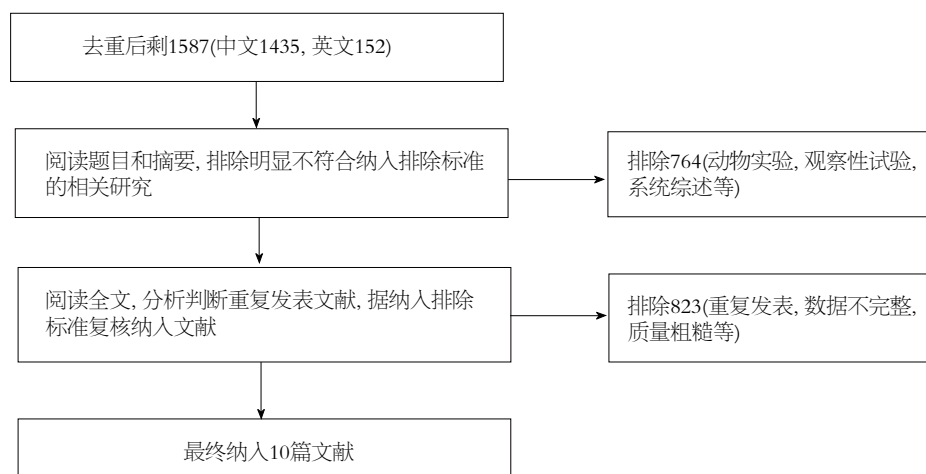 去重后剩1587(中文1435, 英文152)
阅读题目和摘要, 排除明显不符合纳入排除标准
的相关研究
排除764(动物实验, 观察性试验,
系统综述等)
阅读全文, 分析判断重复发表文献, 据纳入排除
标准复核纳入文献
排除823(重复发表, 数据不完整,
质量粗糙等)
最终纳入10篇文献